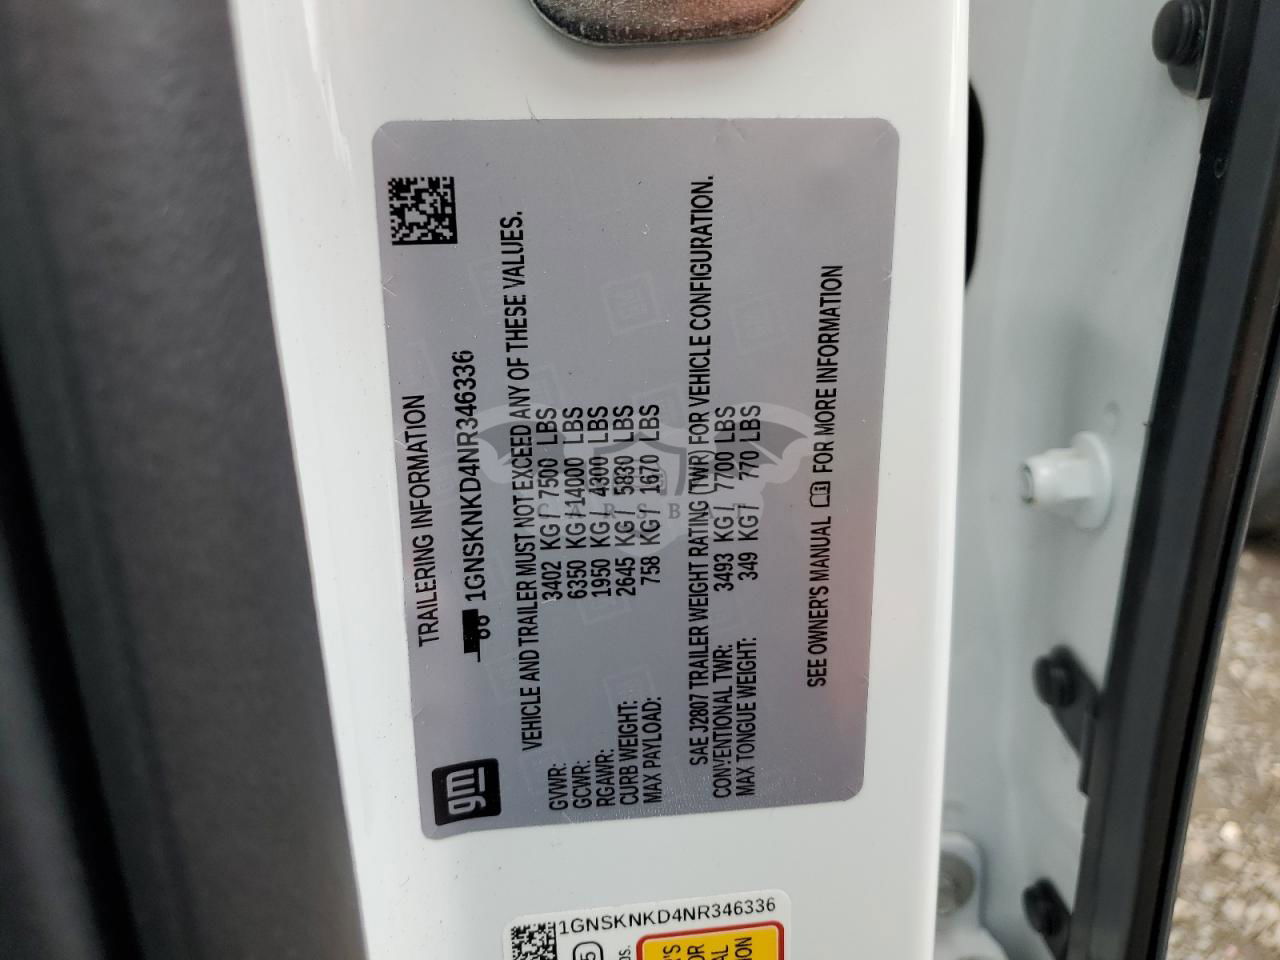 TRAILERING INFORMATION
1GNSKNKD4NR346336
gm
VEHICLE AND TRAILER MUST NOT EXCEED ANY OF THESE VALUES.
GVWR: 3402 KG / 7500 LBS
GCWR: 6350 KG / 14000 LBS
RGAWR: 1950 KG / 4300 LBS
CURB WEIGHT: 2645 KG / 5830 LBS
MAX PAYLOAD: 758 KG / 1670 LBS
SAE J2807 TRAILER WEIGHT RATING (TWR) FOR VEHICLE CONFIGURATION.
CONVENTIONAL TWR: 3493 KG / 7700 LBS
MAX TONGUE WEIGHT: 349 KG / 770 LBS
SEE OWNER'S MANUAL FOR MORE INFORMATION
CARSBAT
1GNSKNKD4NR346336